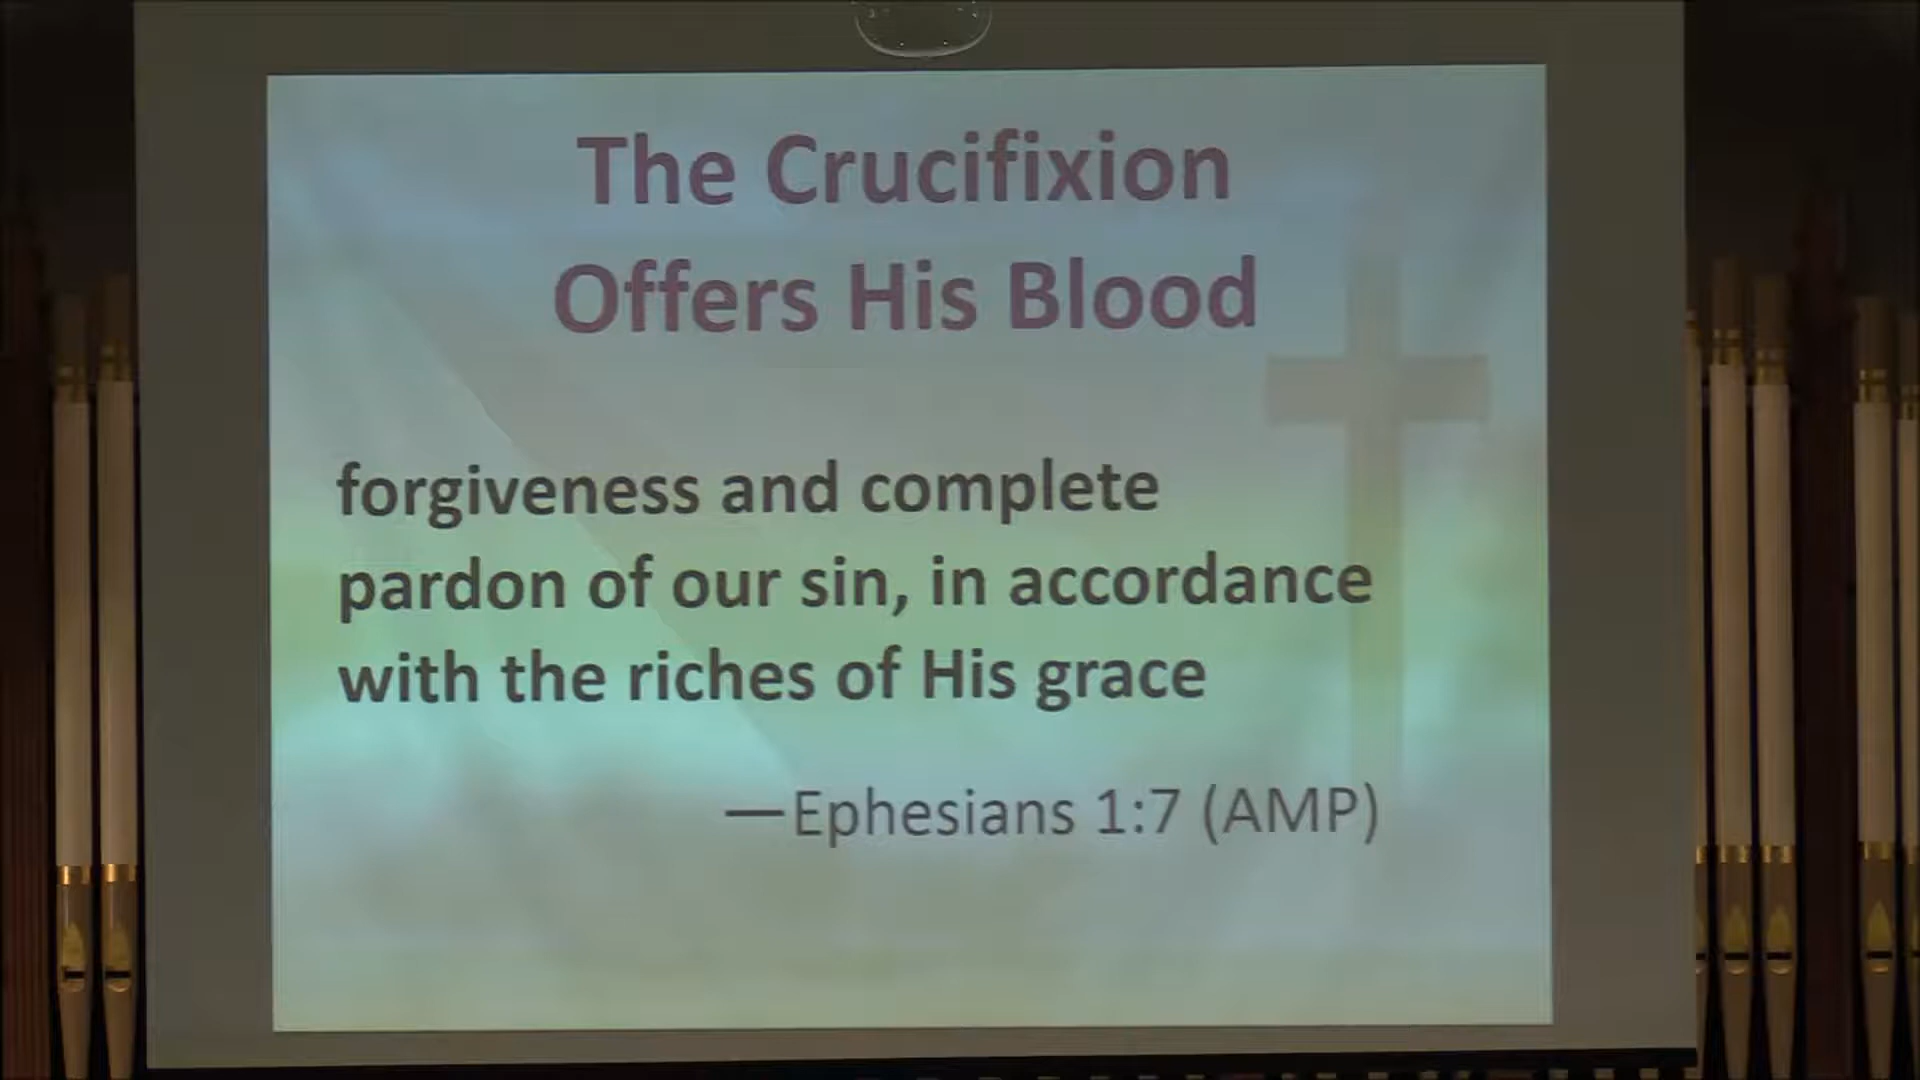 The Crucifixion
Offers His Blood
forgiveness and complete
pardon of our sin, in accordance
with the riches of His grace
—Ephesians 1:7 (AMP)